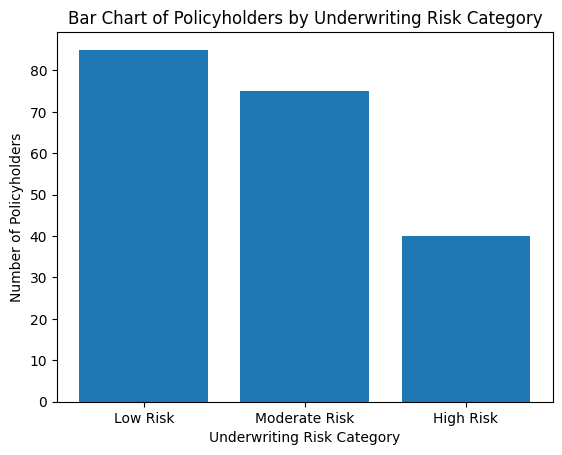 Bar Chart of Policyholders by Underwriting Risk Category
Number of Policyholders
80
70
60
50
40
30
20
10
0
Low Risk
Moderate Risk
High Risk
Underwriting Risk Category